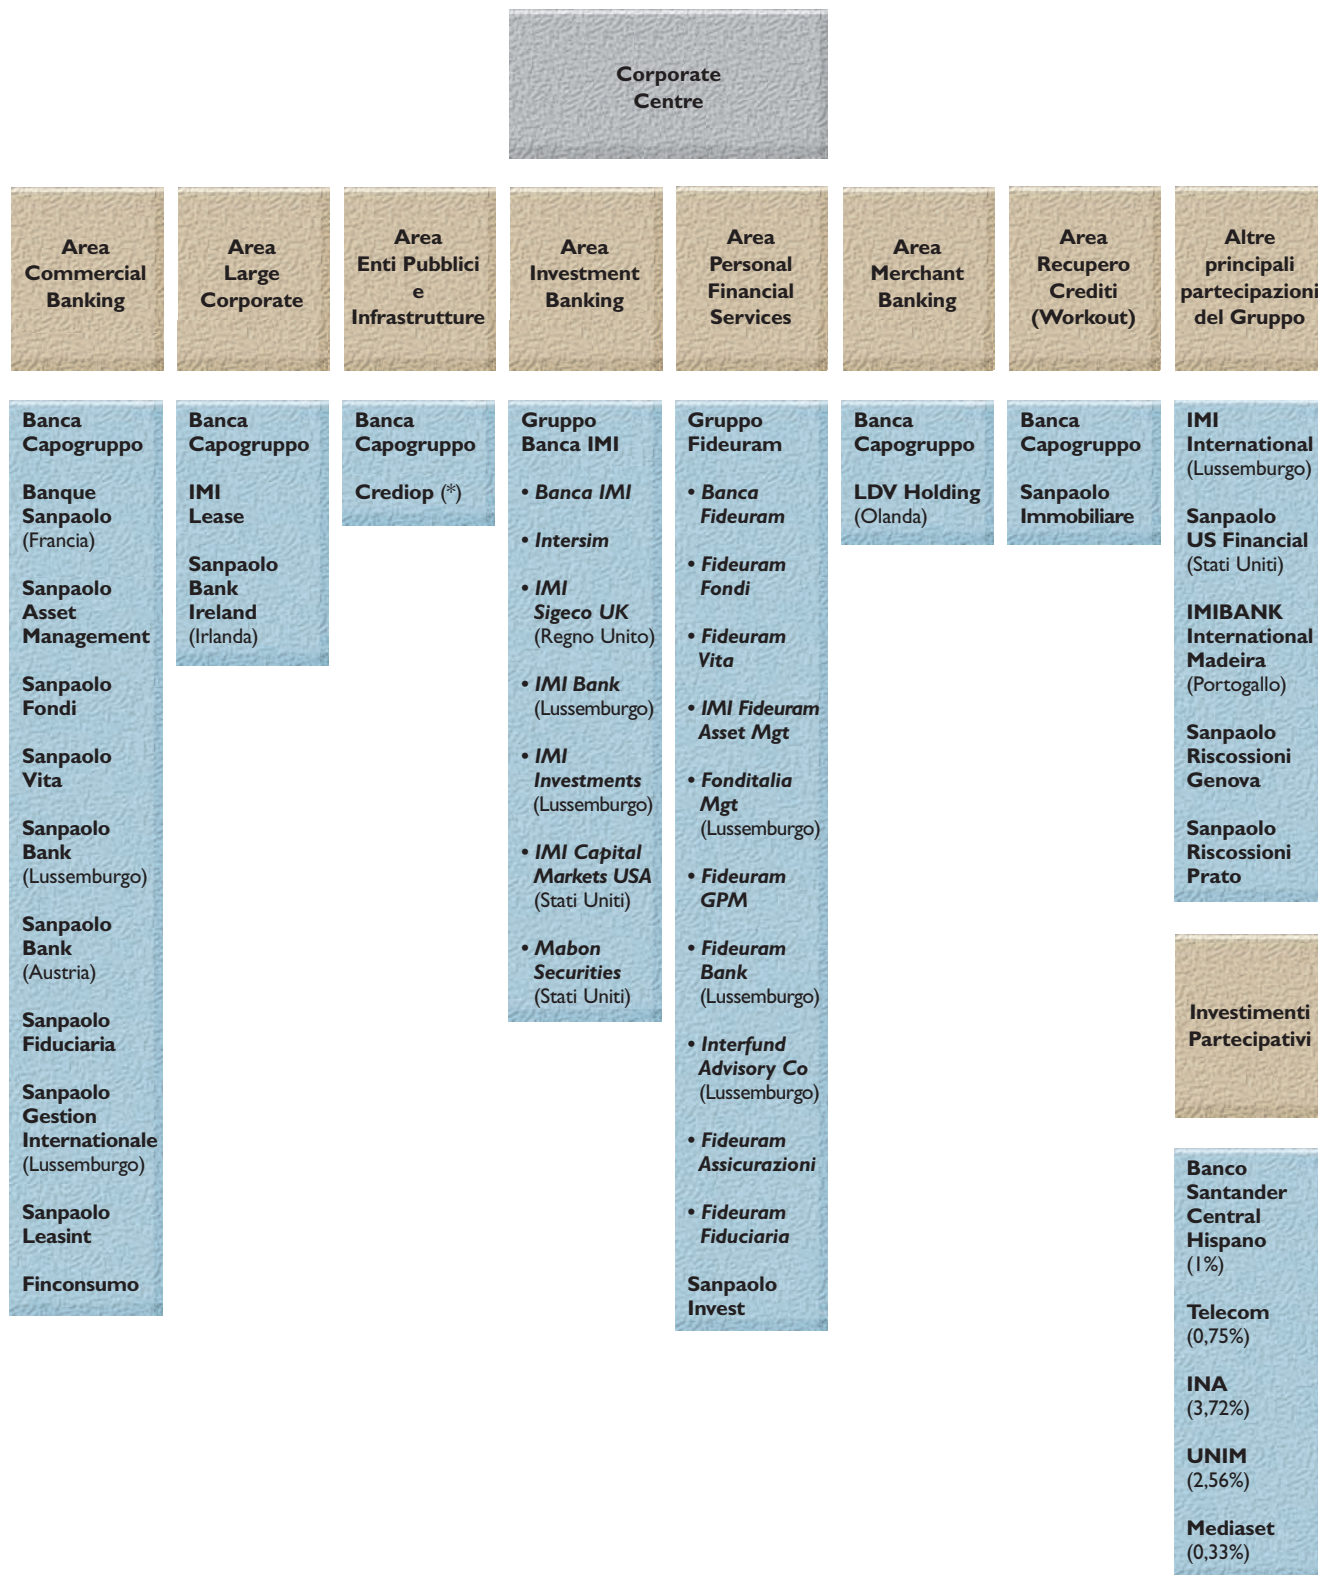 Corporate
Centre
Area
Commercial
Banking
Area
Large
Corporate
Area
Enti Pubblici
e
Infrastrutture
Area
Investment
Banking
Area
Personal
Financial
Services
Area
Merchant
Banking
Area
Recupero
Crediti
(Workout)
Altre
principali
partecipazioni
del Gruppo
Banca
Capogruppo
Banque
Sanpaolo
(Francia)
Sanpaolo
Asset
Management
Sanpaolo
Fondi
Sanpaolo
Vita
Sanpaolo
Bank
(Lussemburgo)
Sanpaolo
Bank
(Austria)
Sanpaolo
Fiduciaria
Sanpaolo
Gestion
Internationale
(Lussemburgo)
Sanpaolo
Leasint
Finconsumo
Banca
Capogruppo
IMI
Lease
Sanpaolo
Bank
Ireland
(Irlanda)
Banca
Capogruppo
Crediop (*)
Gruppo
Banca IMI
• Banca IMI
• Intersim
• IMI
Sigeco UK
(Regno Unito)
• IMI Bank
(Lussemburgo)
• IMI
Investments
(Lussemburgo)
• IMI Capital
Markets USA
(Stati Uniti)
• Mabon
Securities
(Stati Uniti)
Gruppo
Fideuram
• Banca
Fideuram
• Fideuram
Fondi
• Fideuram
Vita
• IMI Fideuram
Asset Mgt
• Fonditalia
Mgt
(Lussemburgo)
• Fideuram
GPM
• Fideuram
Bank
(Lussemburgo)
• Interfund
Advisory Co
(Lussemburgo)
• Fideuram
Assicurazioni
• Fideuram
Fiduciaria
Sanpaolo
Invest
Banca
Capogruppo
LDV Holding
(Olanda)
Banca
Capogruppo
Sanpaolo
Immobiliare
IMI
International
(Lussemburgo)
Sanpaolo
US Financial
(Stati Uniti)
IMIBANK
International
Madeira
(Portogallo)
Sanpaolo
Riscossioni
Genova
Sanpaolo
Riscossioni
Prato
Investimenti
Partecipativi
Banco
Santander
Central
Hispano
(1%)
Telecom
(0,75%)
INA
(3,72%)
UNIM
(2,56%)
Mediaset
(0,33%)